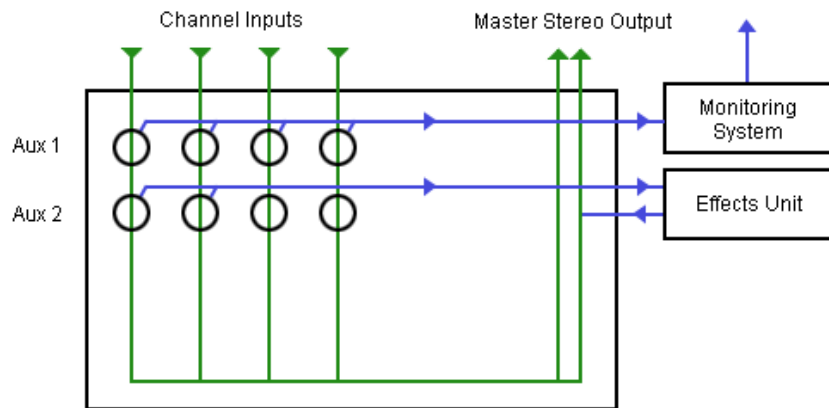 Channel Inputs
Master Stereo Output
Monitoring
System
Aux 1
Effects Unit
Aux 2